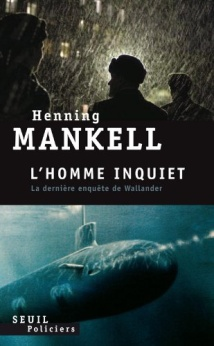 Henning
MANKELL
L'HOMME INQUIET
La dernière enquête de Wallander
SEUIL
Policiers